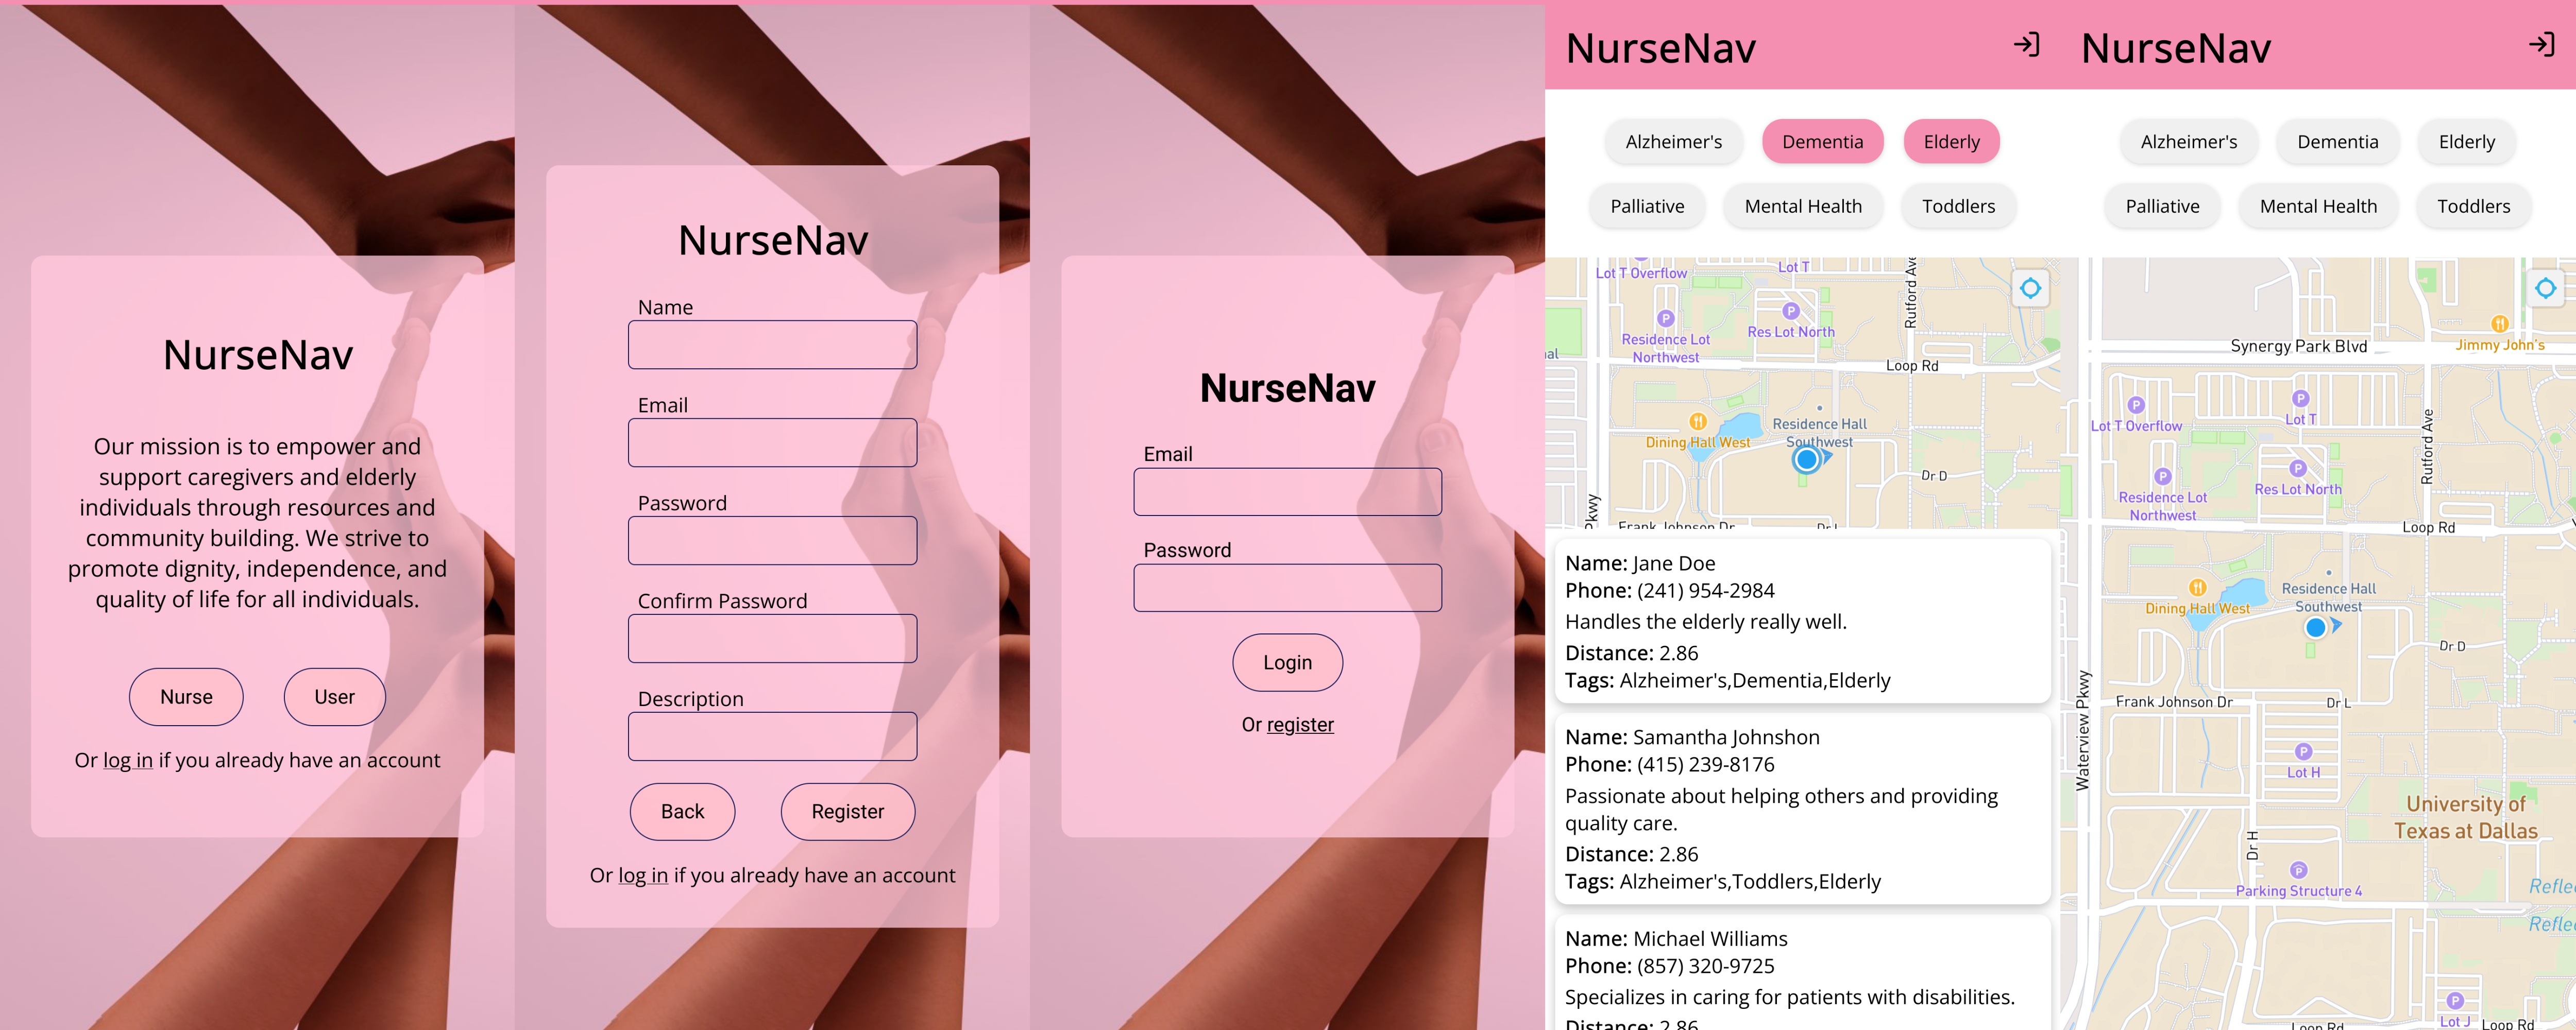 NurseNav
Our mission is to empower and
support caregivers and elderly
individuals through resources and
community building. We strive to
promote dignity, independence, and
quality of life for all individuals.
Nurse
User
Or log in if you already have an account
NurseNav
Name
Email
Password
Confirm Password
Description
Back
Register
Or log in if you already have an account
NurseNav
Email
Password
Login
Or register
NurseNav
Alzheimer's
Dementia
Elderly
Palliative
Mental Health
Toddlers
Lot T Overflow
Lot T
Rutford Ave
Residence Lot
Northwest
Res Lot North
Loop Rd
Residence Hall
Southwest
Dining Hall West
Dr D
Pkwy
Frank Johnson Dr
Dr L
Name: Jane Doe
Phone: (241) 954-2984
Handles the elderly really well.
Distance: 2.86
Tags: Alzheimer's,Dementia,Elderly
Name: Samantha Johnshon
Phone: (415) 239-8176
Passionate about helping others and providing
quality care.
Distance: 2.86
Tags: Alzheimer's,Toddlers,Elderly
Name: Michael Williams
Phone: (857) 320-9725
Specializes in caring for patients with disabilities.
Distance: 2.86
NurseNav
Alzheimer's
Dementia
Elderly
Palliative
Mental Health
Toddlers
Synergy Park Blvd
Jimmy John's
Lot T Overflow
Lot T
Rutford Ave
Residence Lot
Northwest
Res Lot North
Loop Rd
Residence Hall
Southwest
Dining Hall West
Dr D
Waterview Pkwy
Frank Johnson Dr
Dr L
Lot H
University of
Texas at Dallas
Dr H
Parking Structure 4
Refle
Refle
Lot J
Loop Rd
Loop Rd